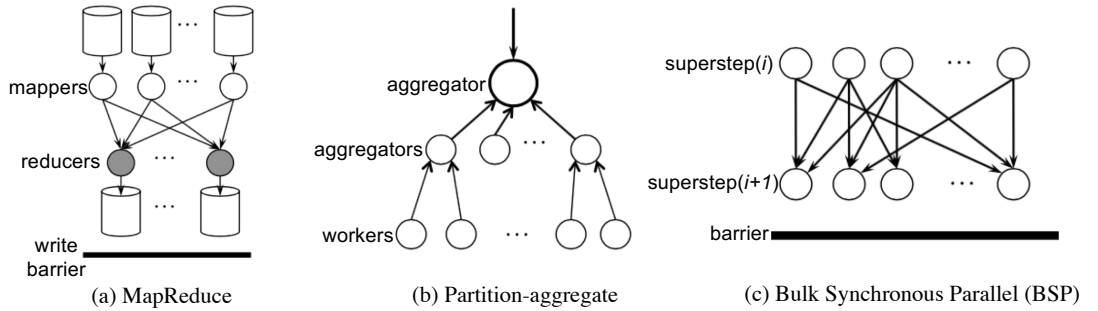 mappers
reducers
write
barrier
(a) MapReduce
aggregator
aggregators
workers
(b) Partition-aggregate
superstep(i)
superstep(i+1)
barrier
(c) Bulk Synchronous Parallel (BSP)